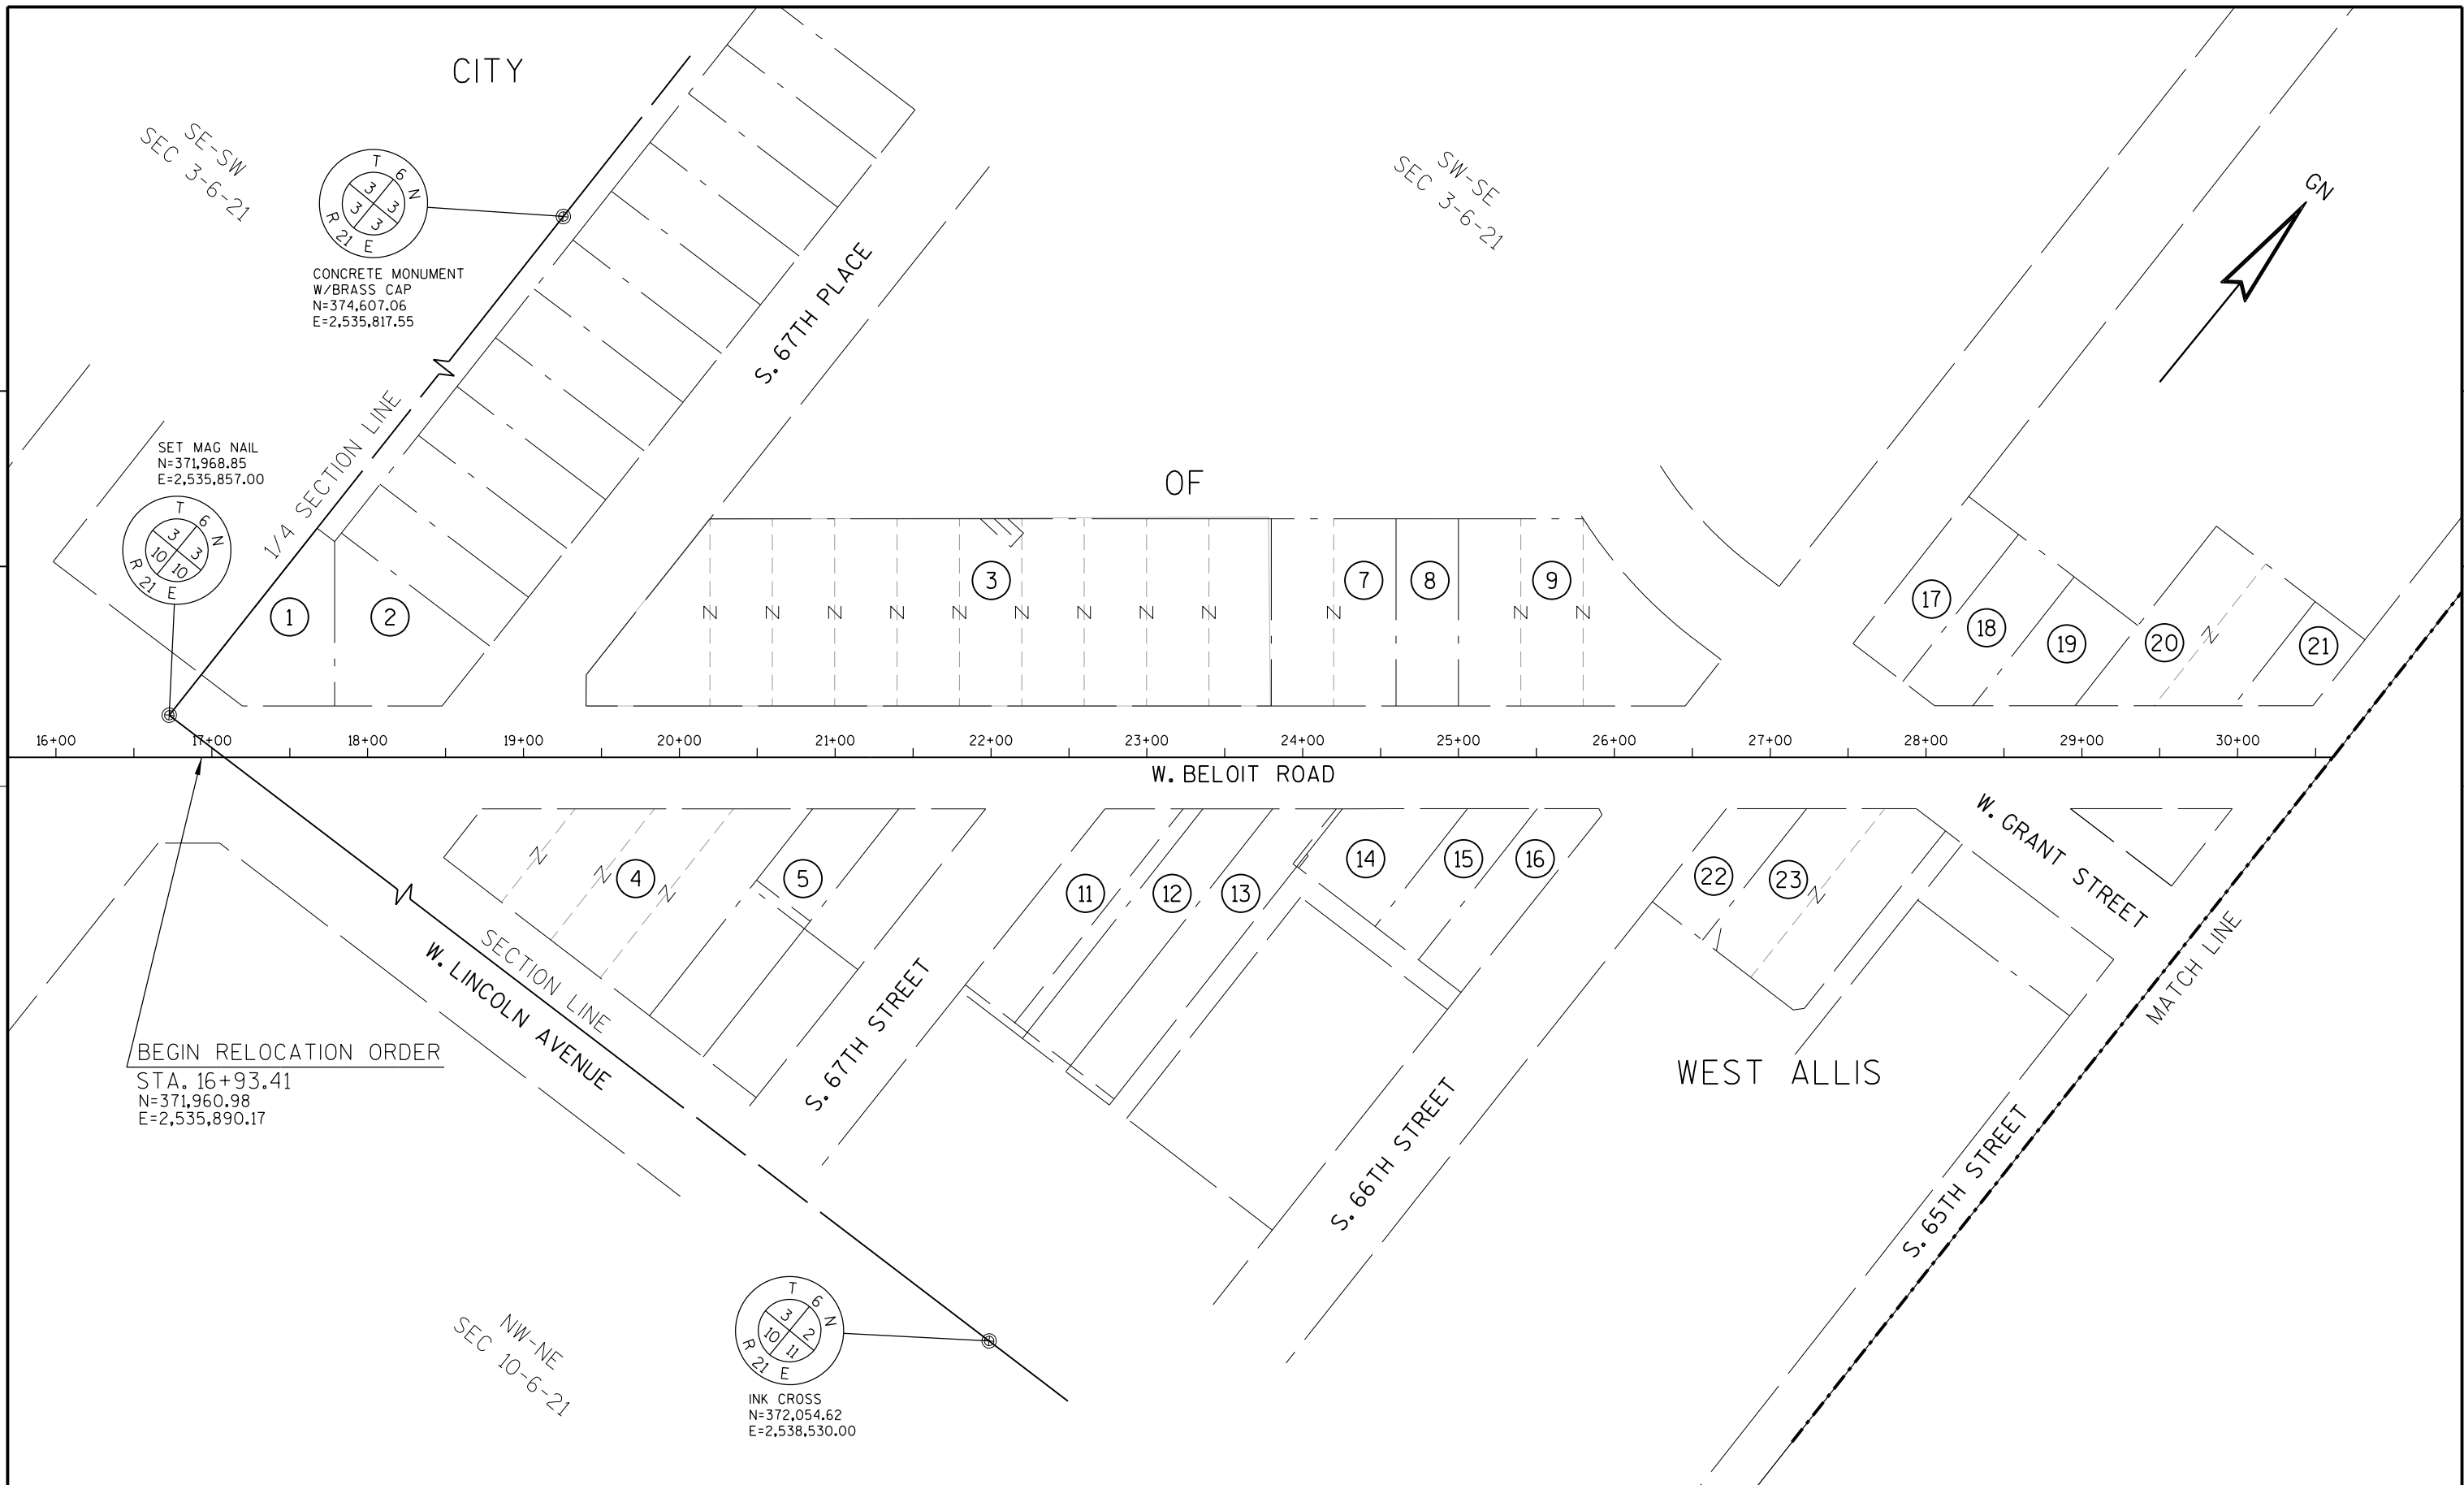 CITY
SE-SW
SEC 3-6-21
T 6 N
3 3
3 3
R 21 E
CONCRETE MONUMENT
W/BRASS CAP
N=374,607.06
E=2,535,817.55
SW-SE
SEC 3-6-21
GN
S. 67TH PLACE
1/4 SECTION LINE
SET MAG NAIL
N=371,968.85
E=2,535,857.00
T 6 N
3 3
10 10
R 21 E
OF
1
2
3
7
8
9
17
18
19
20
21
N N N N N N N N N N N N
N
16+00 17+00 18+00 19+00 20+00 21+00 22+00 23+00 24+00 25+00 26+00 27+00 28+00 29+00 30+00
W. BELOIT ROAD
4
5
11
12
13
14
15
16
22
23
N N N
N
W. GRANT STREET
MATCH LINE
SECTION LINE
W. LINCOLN AVENUE
S. 67TH STREET
S. 66TH STREET
S. 65TH STREET
WEST ALLIS
BEGIN RELOCATION ORDER
STA. 16+93.41
N=371,960.98
E=2,535,890.17
NW-NE
SEC 10-6-21
T 6 N
3 2
10 11
R 21 E
INK CROSS
N=372,054.62
E=2,538,530.00